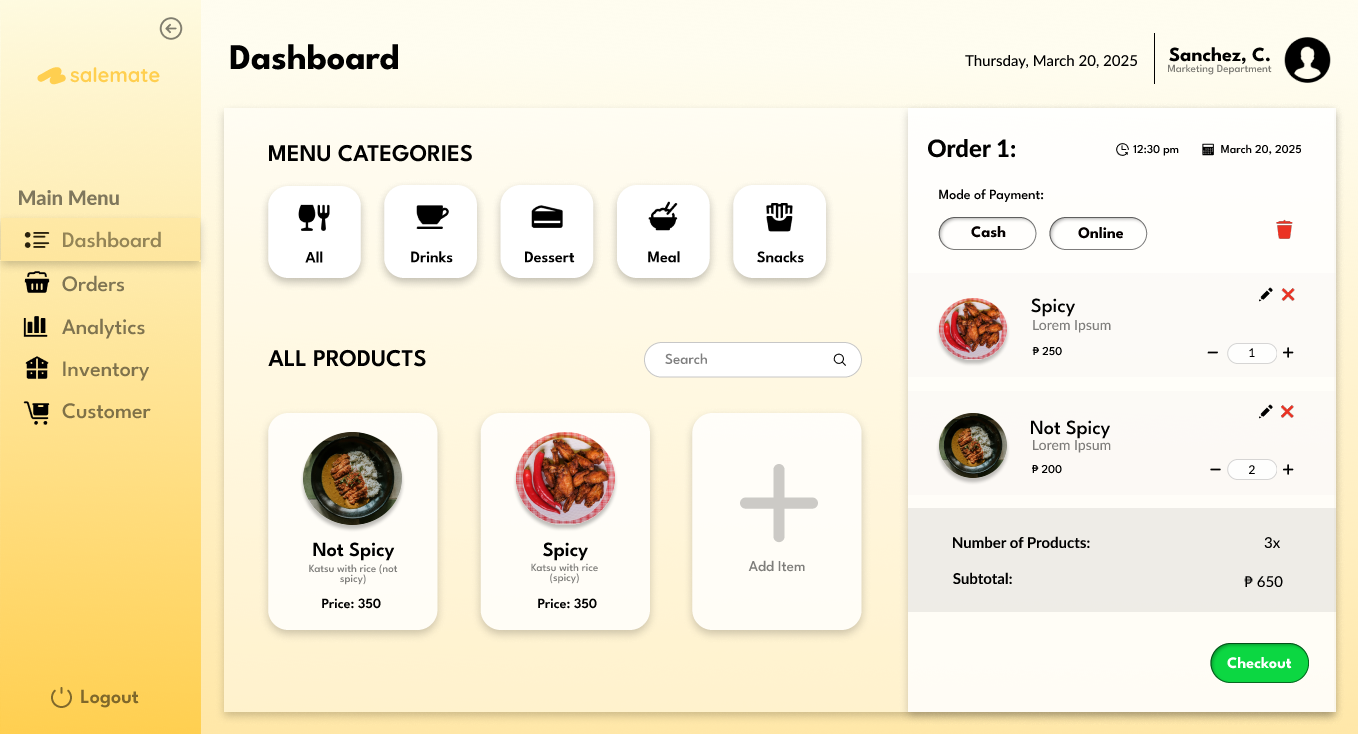 salemate
Main Menu
Dashboard
Orders
Analytics
Inventory
Customer
Logout
Dashboard
Thursday, March 20, 2025
Sanchez, C.
Marketing Department
MENU CATEGORIES
All
Drinks
Dessert
Meal
Snacks
ALL PRODUCTS
Search
Not Spicy
Katsu with rice (not
spicy)
Price: 350
Spicy
Katsu with rice
(spicy)
Price: 350
Add Item
Order 1:
12:30 pm
March 20, 2025
Mode of Payment:
Cash
Online
Spicy
Lorem Ipsum
₱ 250
1
Not Spicy
Lorem Ipsum
₱ 200
2
Number of Products:
3x
Subtotal:
₱ 650
Checkout